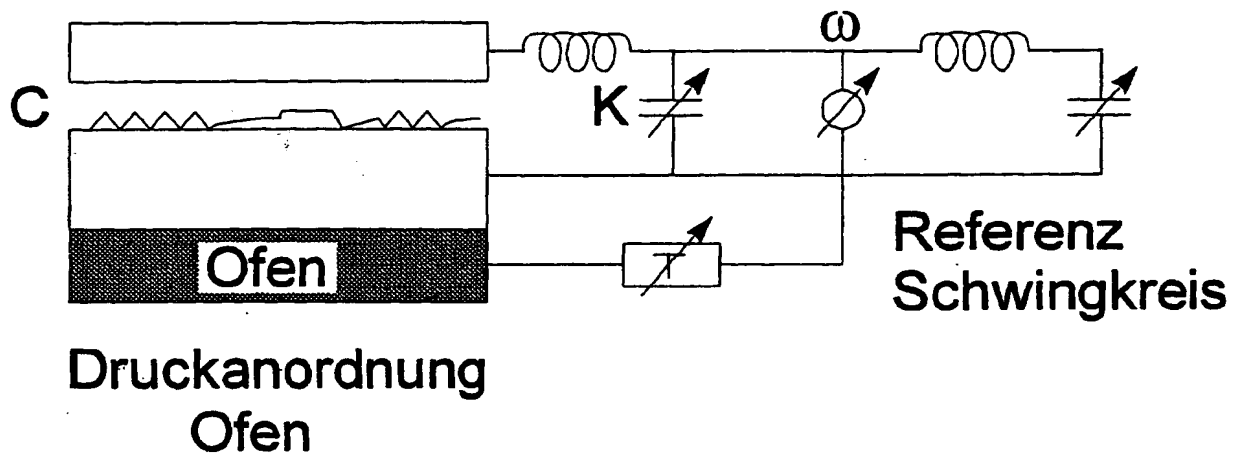 ω
C
K
Ofen
T
Referenz
Schwingkreis
Druckanordnung
Ofen